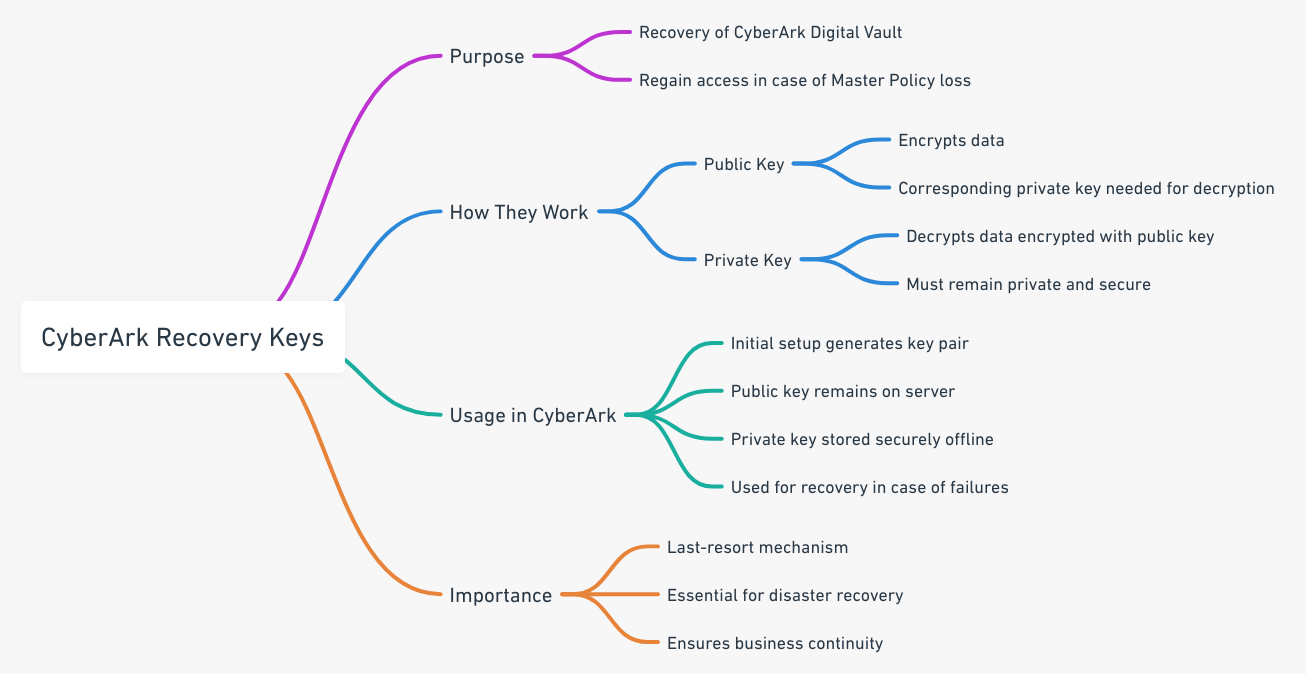 CyberArk Recovery Keys
Purpose
Recovery of CyberArk Digital Vault
Regain access in case of Master Policy loss
How They Work
Public Key
Encrypts data
Corresponding private key needed for decryption
Private Key
Decrypts data encrypted with public key
Must remain private and secure
Usage in CyberArk
Initial setup generates key pair
Public key remains on server
Private key stored securely offline
Used for recovery in case of failures
Importance
Last-resort mechanism
Essential for disaster recovery
Ensures business continuity